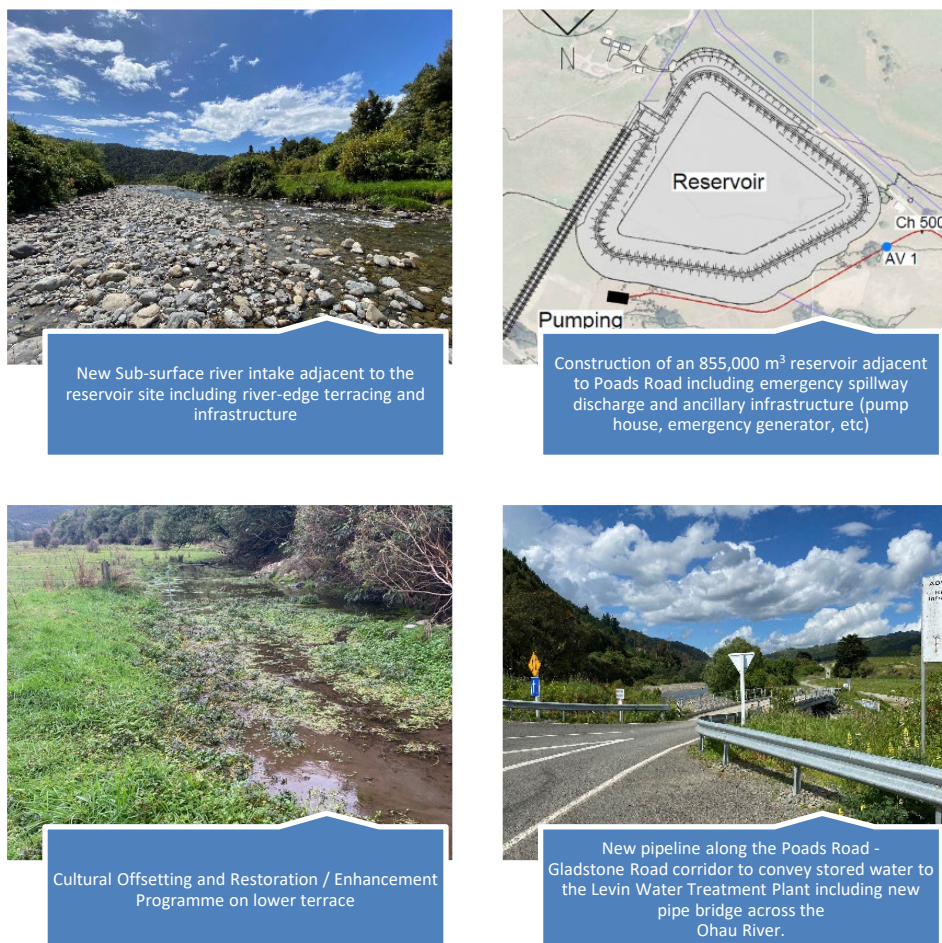 New Sub-surface river intake adjacent to the
reservoir site including river-edge terracing and
infrastructure
N
Reservoir
Ch 500
AV 1
Pumping
Construction of an 855,000 m³ reservoir adjacent
to Poads Road including emergency spillway
discharge and ancillary infrastructure (pump
house, emergency generator, etc)
Cultural Offsetting and Restoration / Enhancement
Programme on lower terrace
New pipeline along the Poads Road -
Gladstone Road corridor to convey stored water to
the Levin Water Treatment Plant including new
pipe bridge across the
Ohau River.